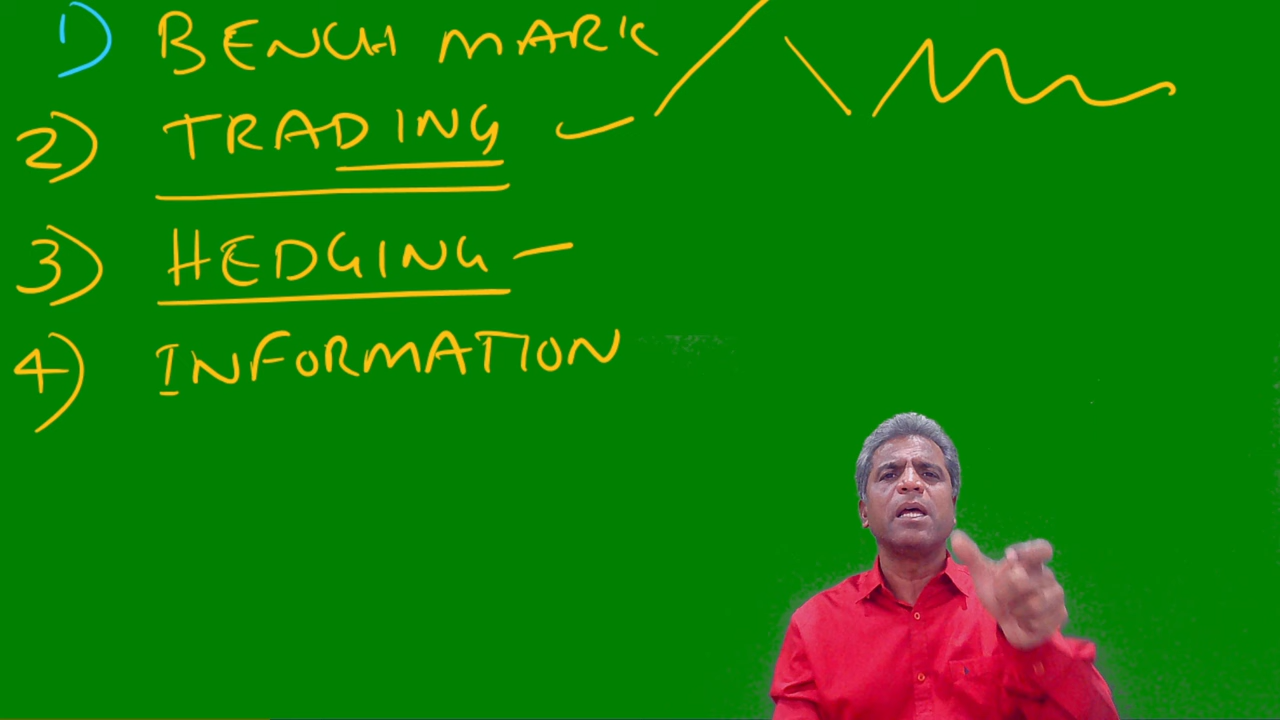 1) BENCH MARK
2) TRADING
3) HEDGING -
4) INFORMATION